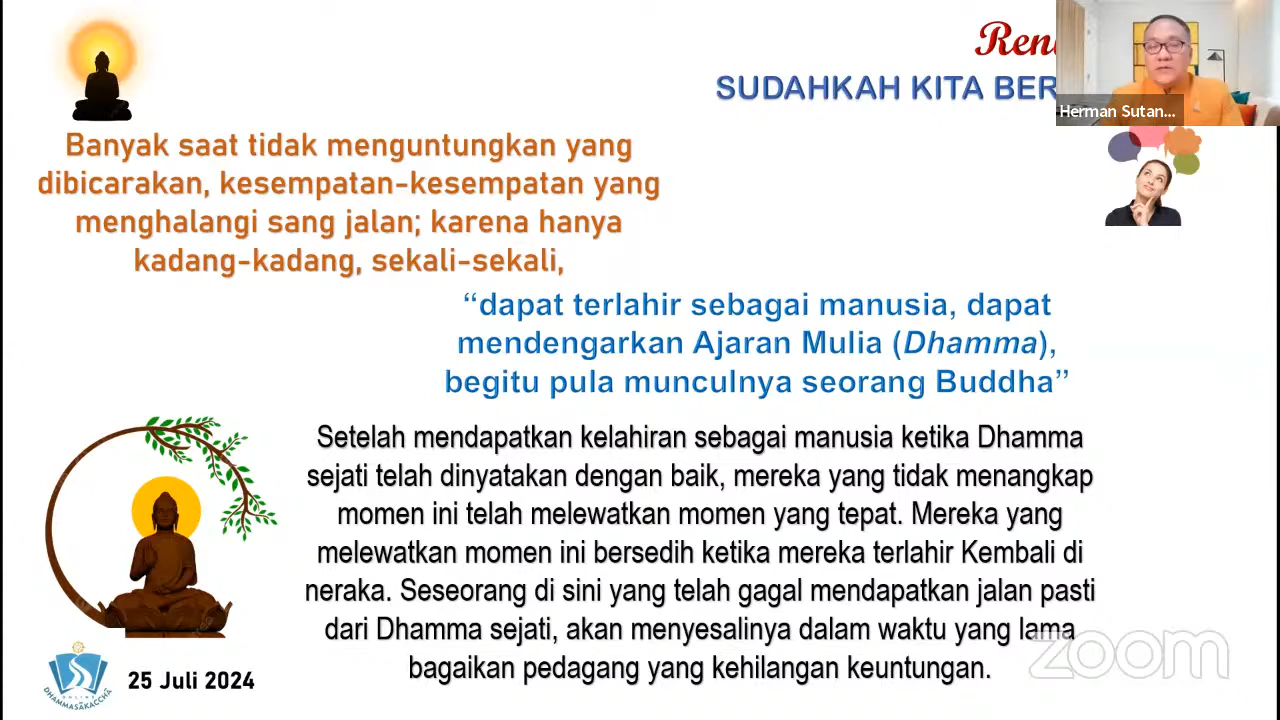 Ren
SUDAHKAH KITA BER
Herman Sutan...
Banyak saat tidak menguntungkan yang
dibicarakan, kesempatan-kesempatan yang
menghalangi sang jalan; karena hanya
kadang-kadang, sekali-sekali,
“dapat terlahir sebagai manusia, dapat
mendengarkan Ajaran Mulia (Dhamma),
begitu pula munculnya seorang Buddha”
Setelah mendapatkan kelahiran sebagai manusia ketika Dhamma
sejati telah dinyatakan dengan baik, mereka yang tidak menangkap
momen ini telah melewatkan momen yang tepat. Mereka yang
melewatkan momen ini bersedih ketika mereka terlahir Kembali di
neraka. Seseorang di sini yang telah gagal mendapatkan jalan pasti
dari Dhamma sejati, akan menyesalinya dalam waktu yang lama
bagaikan pedagang yang kehilangan keuntungan.
zoom
ONLINE
DHAMMASĀKACCHĀ
25 Juli 2024